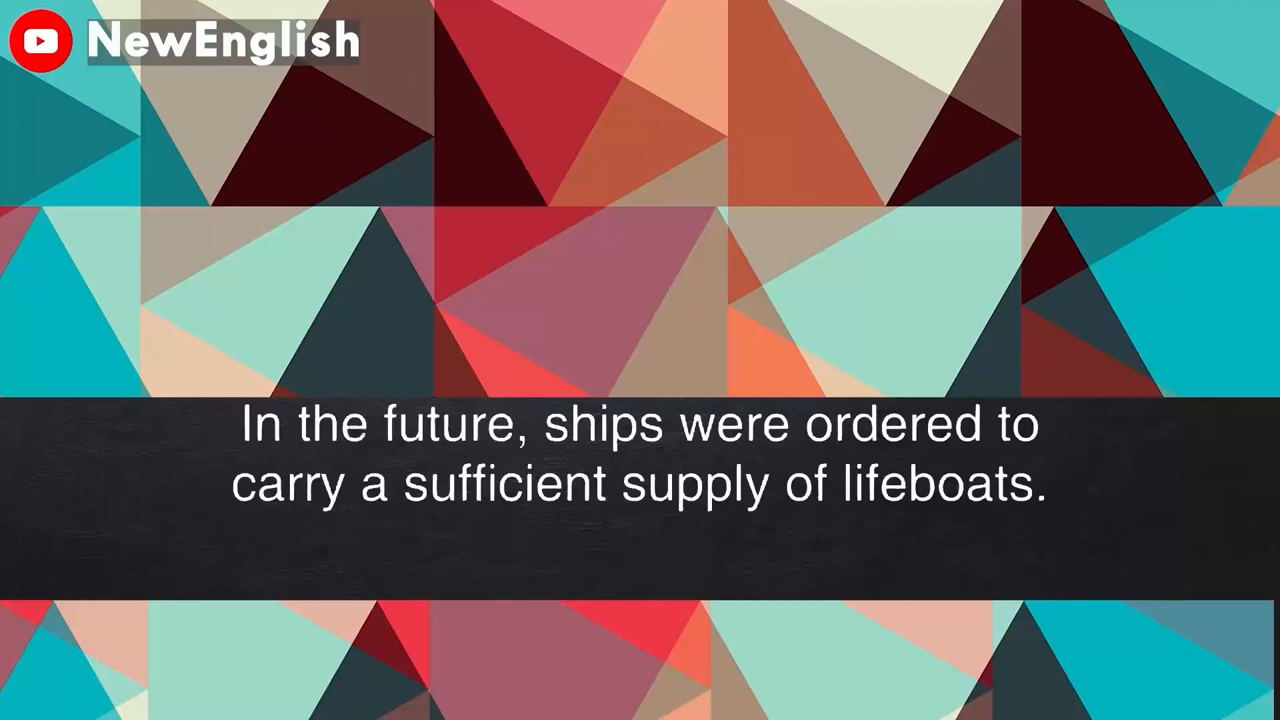 NewEnglish
In the future, ships were ordered to
carry a sufficient supply of lifeboats.